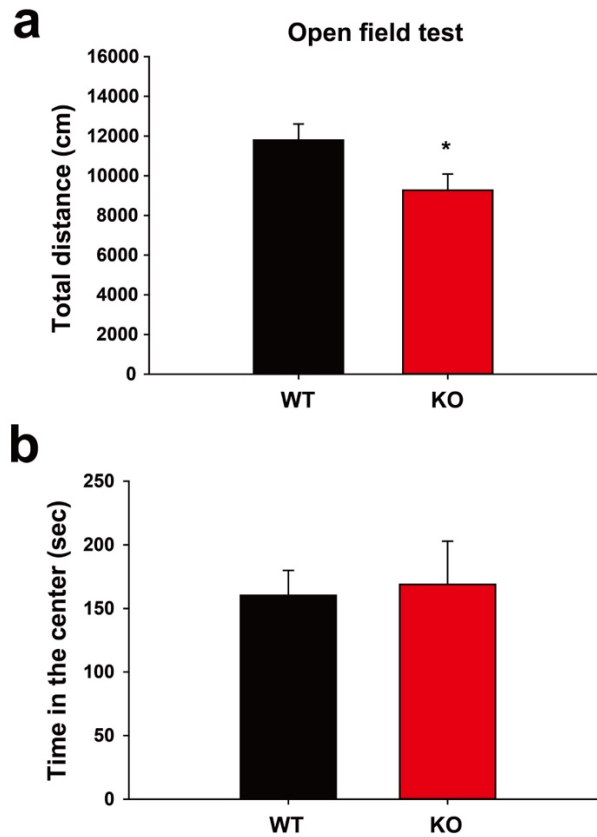 a
Open field test
Total distance (cm)
16000
14000
12000
10000
8000
6000
4000
2000
0
*
WT
KO
b
Time in the center (sec)
250
200
150
100
50
0
WT
KO